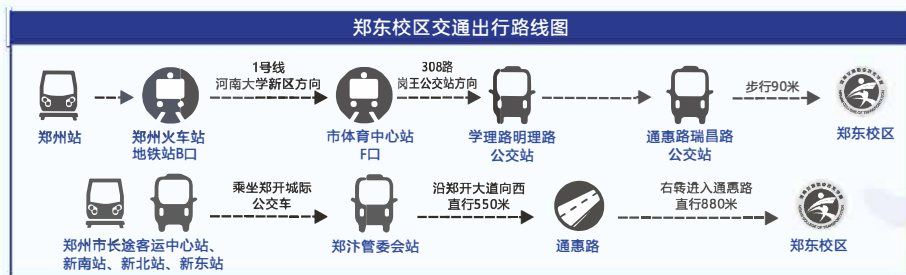 郑东校区交通出行路线图
1号线
河南大学新区方向
308路
岗王公交站方向
步行90米
郑州站
郑州火车站
地铁站B口
市体育中心站
F口
学理路明理路
公交站
通惠路瑞昌路
公交站
郑东校区
乘坐郑开城际
公交车
沿郑开大道向西
直行550米
右转进入通惠路
直行880米
郑州市长途客运中心站、
新南站、新北站、新东站
郑汴管委会站
通惠路
郑东校区